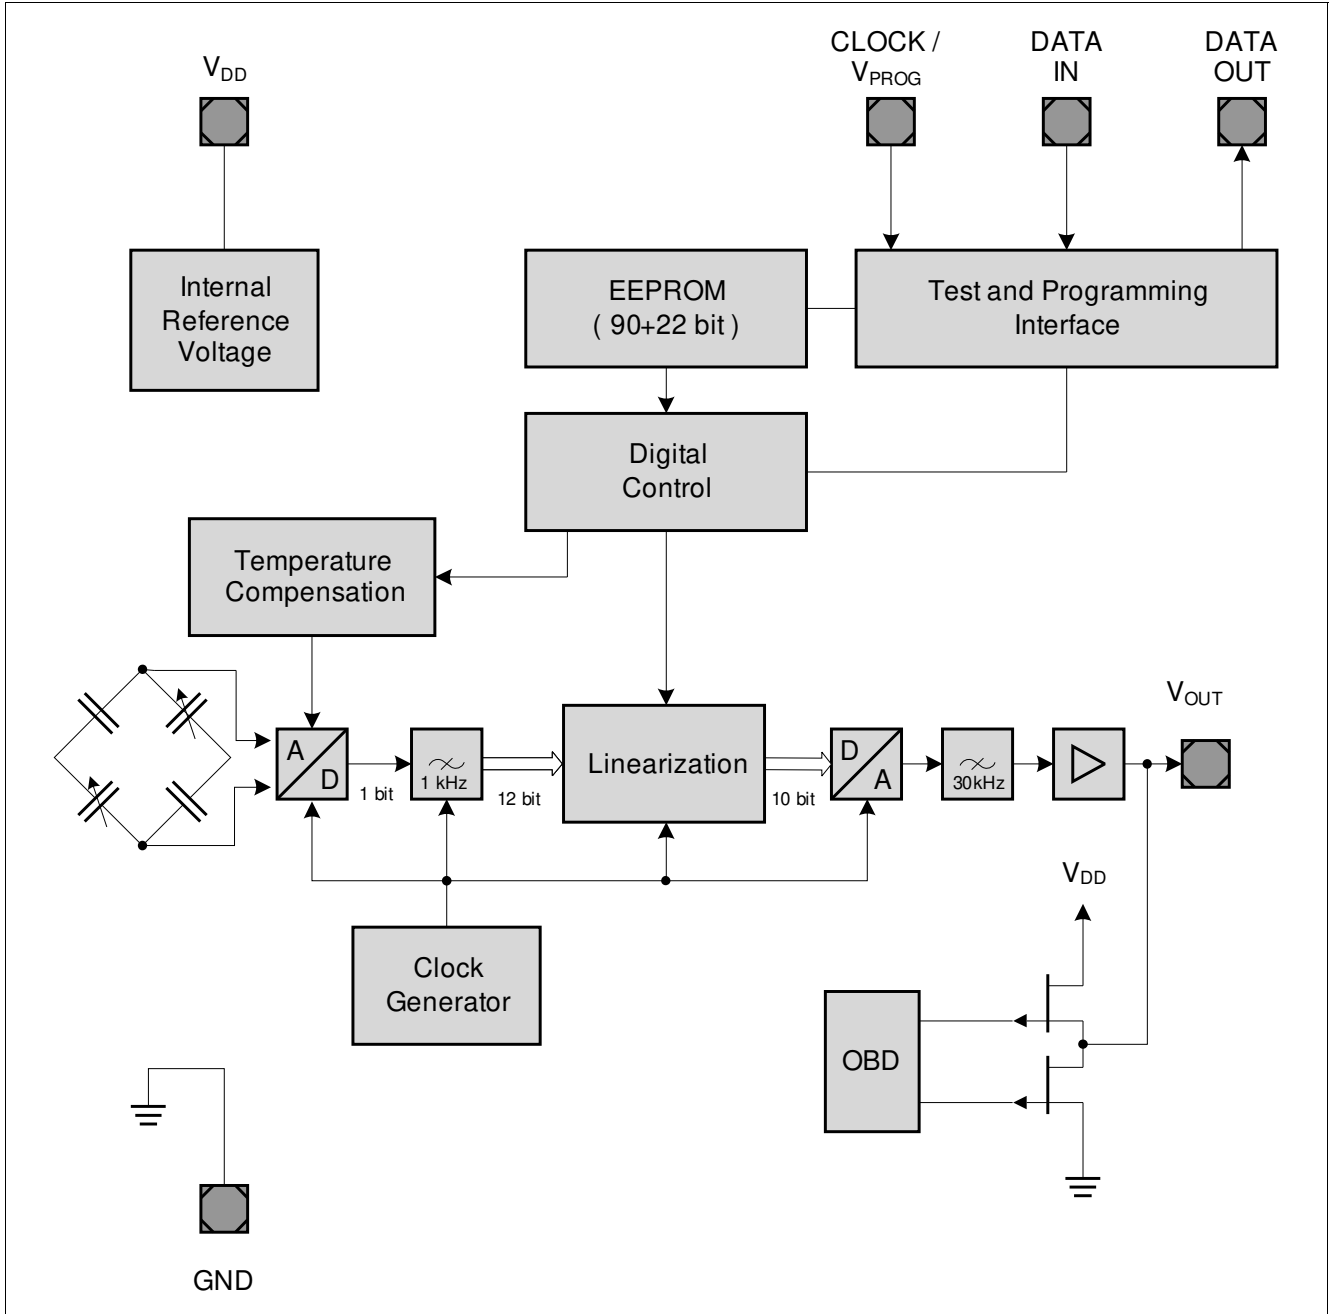 CLOCK /
V_PROG
DATA
IN
DATA
OUT
V_DD
Internal
Reference
Voltage
EEPROM
( 90+22 bit )
Test and Programming
Interface
Digital
Control
Temperature
Compensation
A
D
1 bit
1 kHz
12 bit
Linearization
10 bit
D
A
30kHz
V_OUT
Clock
Generator
V_DD
OBD
GND